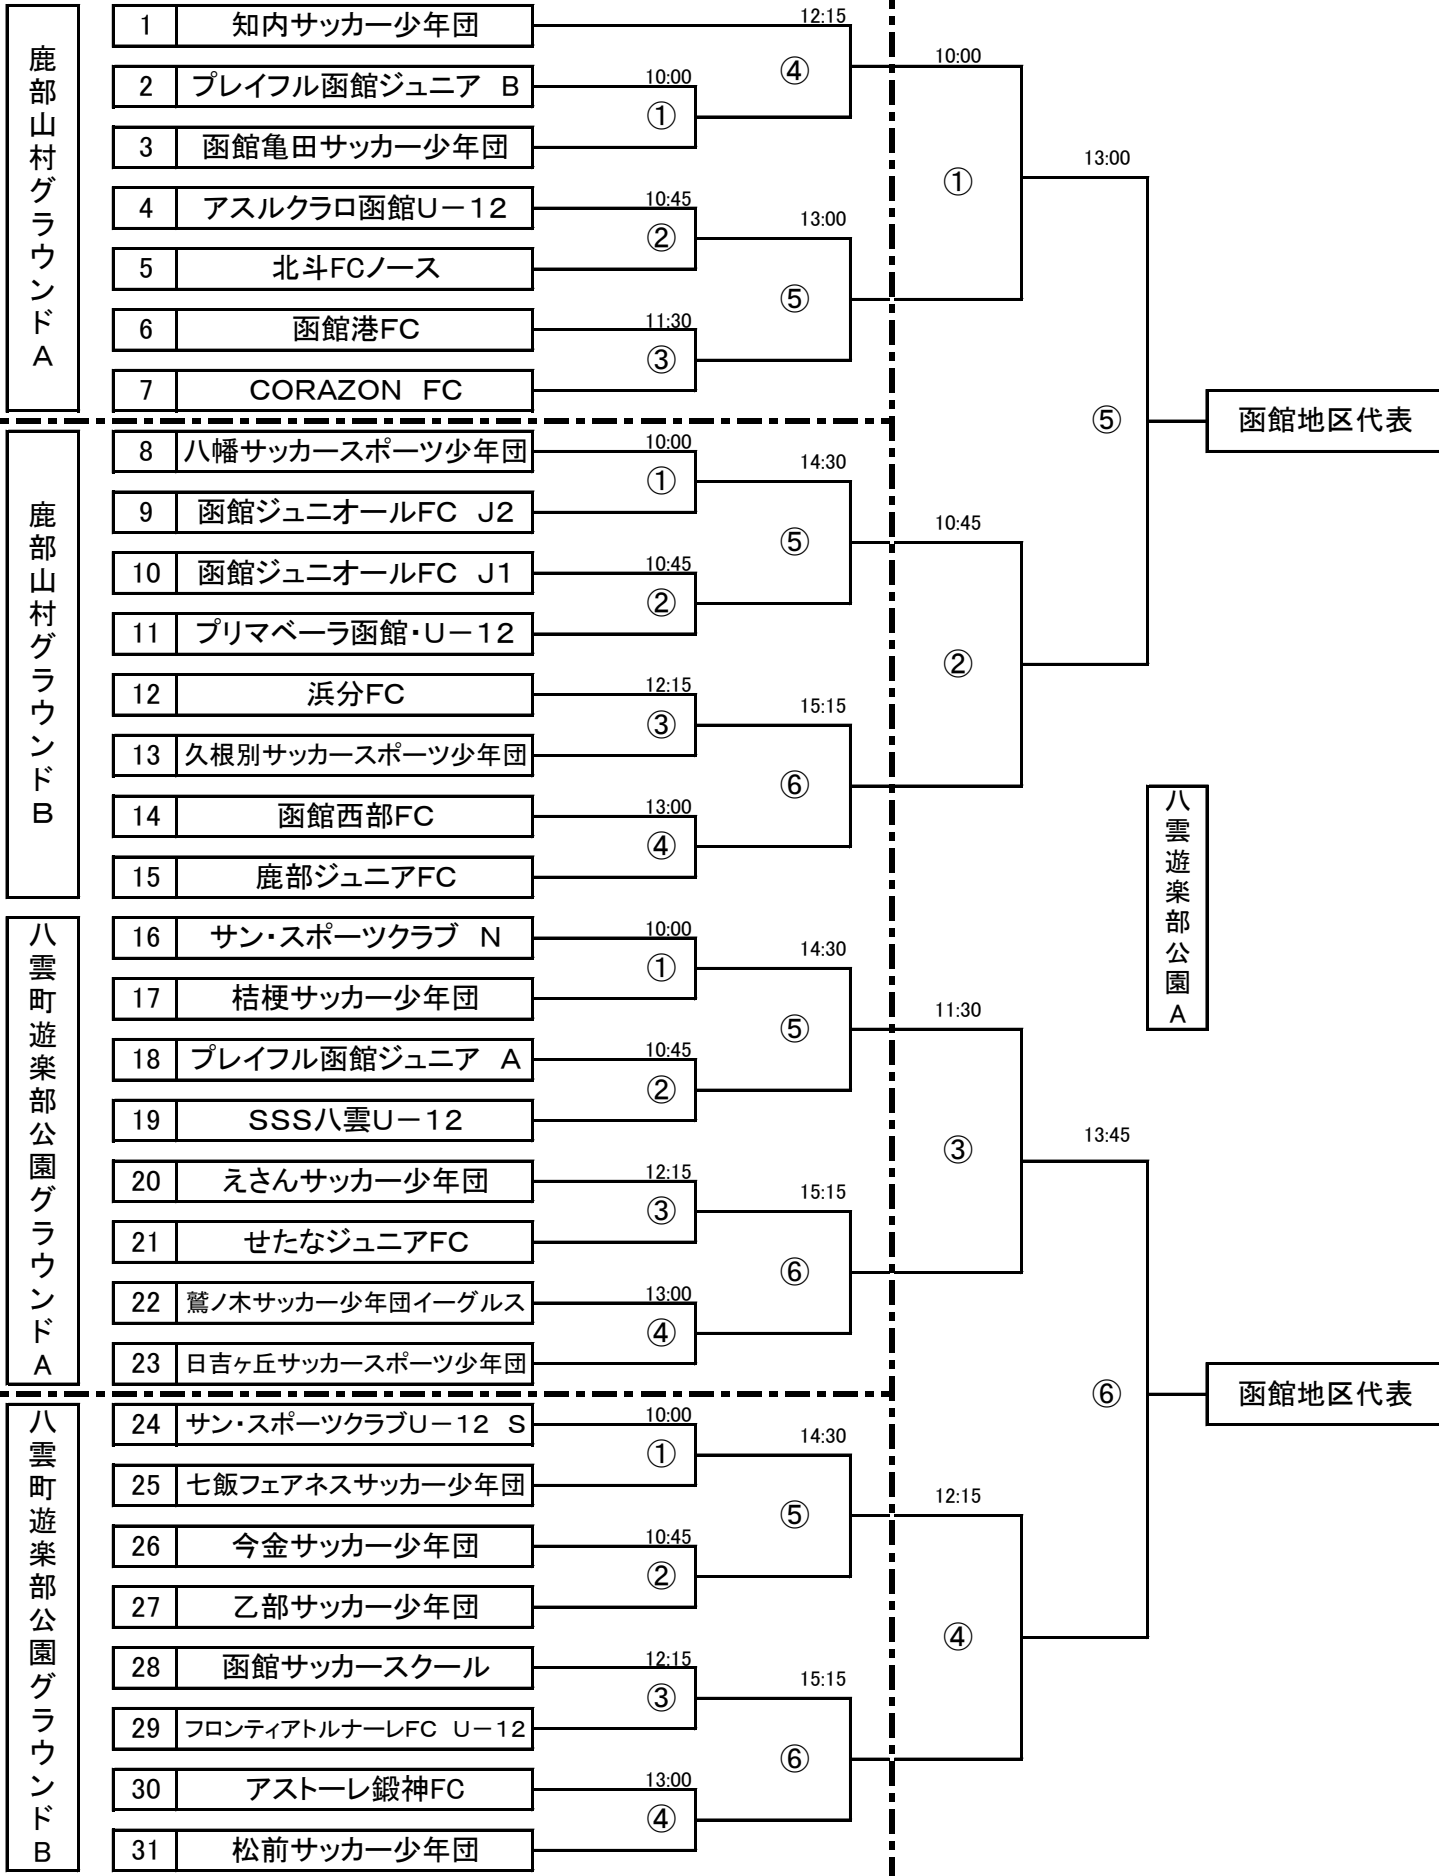 鹿部山村グラウンドA
1 知内サッカー少年団
2 プレイフル函館ジュニア B
3 函館亀田サッカー少年団
4 アスルクラロ函館U－12
5 北斗FCノース
6 函館港FC
7 CORAZON FC
12:15
④
10:00
①
10:45
②
13:00
⑤
11:30
③
10:00
①
13:00
鹿部山村グラウンドB
8 八幡サッカースポーツ少年団
9 函館ジュニオールFC J2
10 函館ジュニオールFC J1
11 プリマベーラ函館・U－12
12 浜分FC
13 久根別サッカースポーツ少年団
14 函館西部FC
15 鹿部ジュニアFC
10:00
①
14:30
⑤
10:45
②
12:15
③
15:15
⑥
13:00
④
10:45
②
⑤
函館地区代表
八雲遊楽部公園A
八雲町遊楽部公園グラウンドA
16 サン・スポーツクラブ N
17 桔梗サッカー少年団
18 プレイフル函館ジュニア A
19 SSS八雲U－12
20 えさんサッカー少年団
21 せたなジュニアFC
22 鷲ノ木サッカー少年団イーグルス
23 日吉ヶ丘サッカースポーツ少年団
10:00
①
14:30
⑤
10:45
②
12:15
③
15:15
⑥
13:00
④
11:30
③
13:45
八雲町遊楽部公園グラウンドB
24 サン・スポーツクラブU－12 S
25 七飯フェアネスサッカー少年団
26 今金サッカー少年団
27 乙部サッカー少年団
28 函館サッカースクール
29 フロンティアトルナーレFC U－12
30 アストーレ鍛神FC
31 松前サッカー少年団
10:00
①
14:30
⑤
10:45
②
12:15
③
15:15
⑥
13:00
④
12:15
④
⑥
函館地区代表